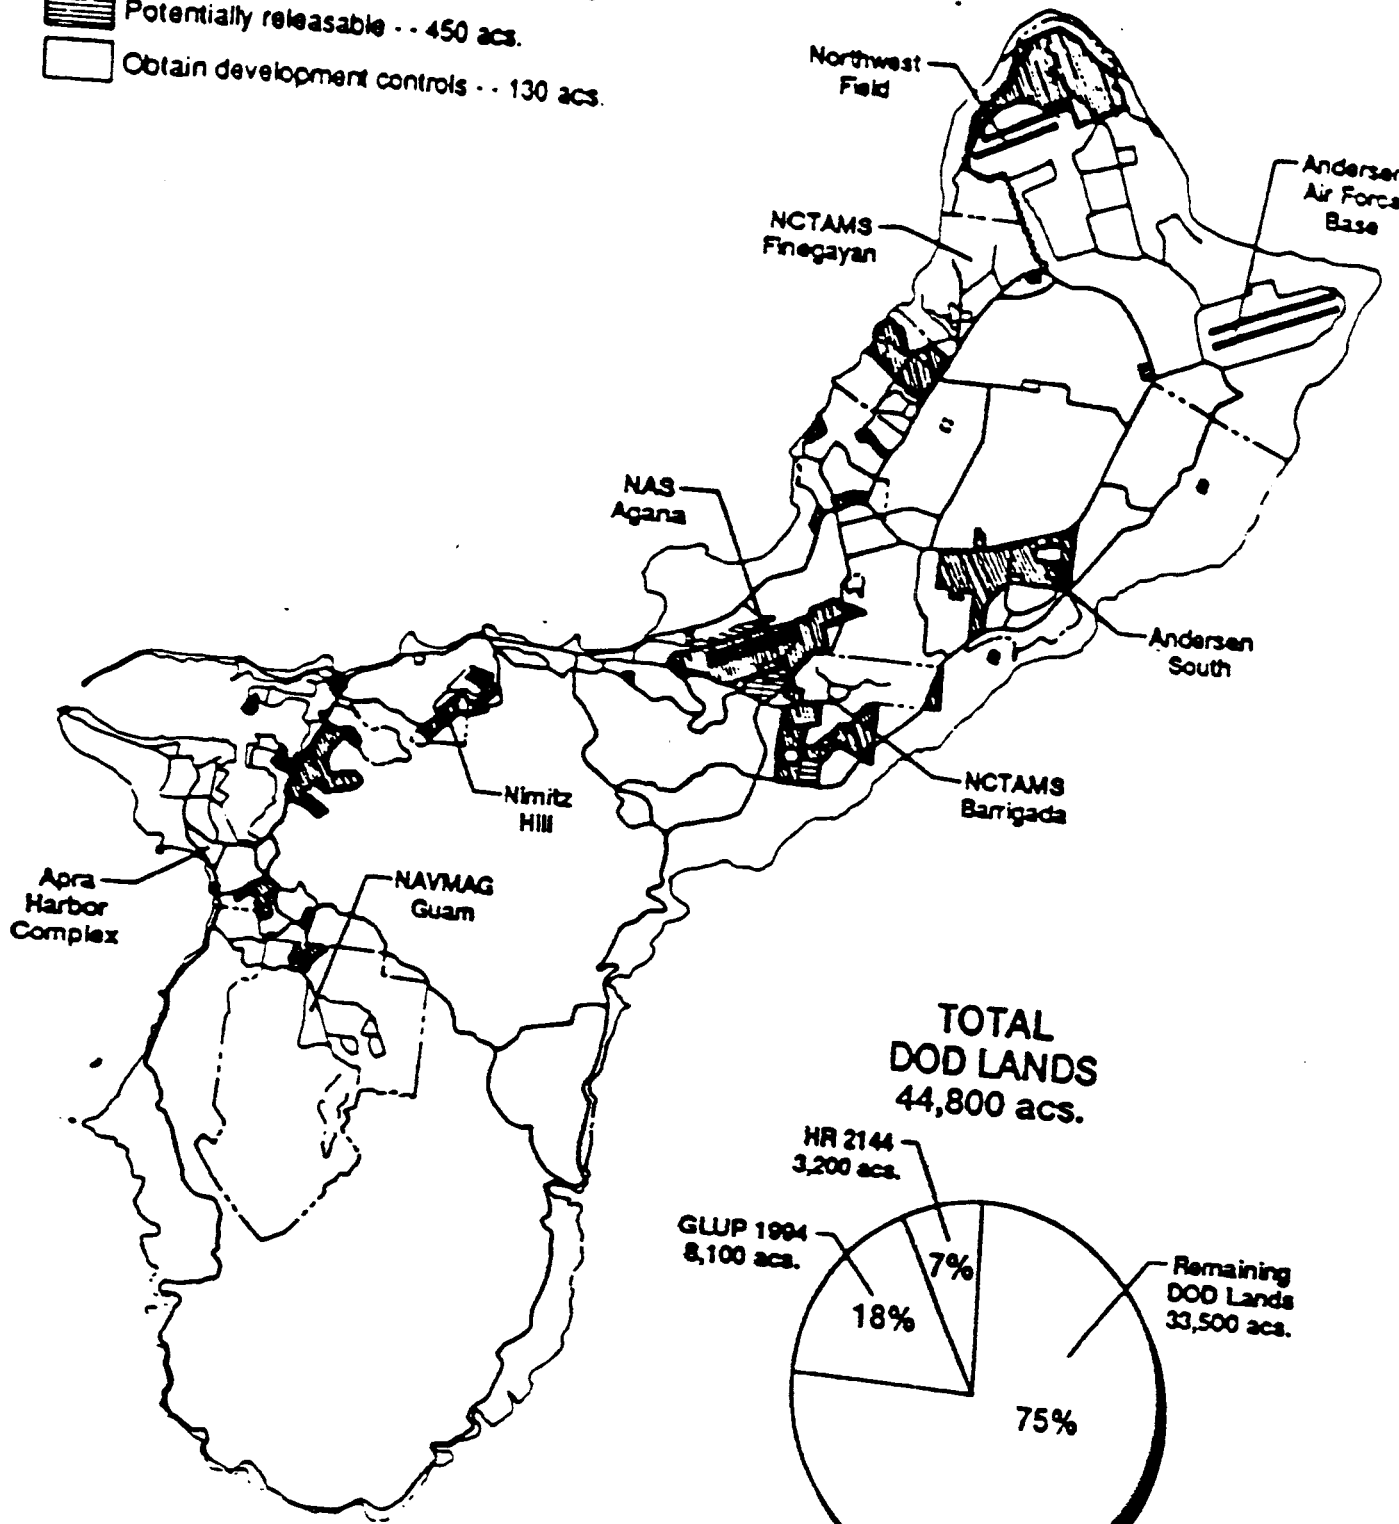 Potentially releasable - - 450 acs.
Obtain development controls - - 130 acs.
Northwest
Field
Andersen
Air Force
Base
NCTAMS
Finegayan
NAS
Agana
Andersen
South
NCTAMS
Barrigada
Nimitz
Hill
Apra
Harbor
Complex
NAVMAG
Guam
TOTAL
DOD LANDS
44,800 acs.
HR 2144
3,200 acs.
GLUP 1994
8,100 acs.
7%
18%
Remaining
DOD Lands
33,500 acs.
75%